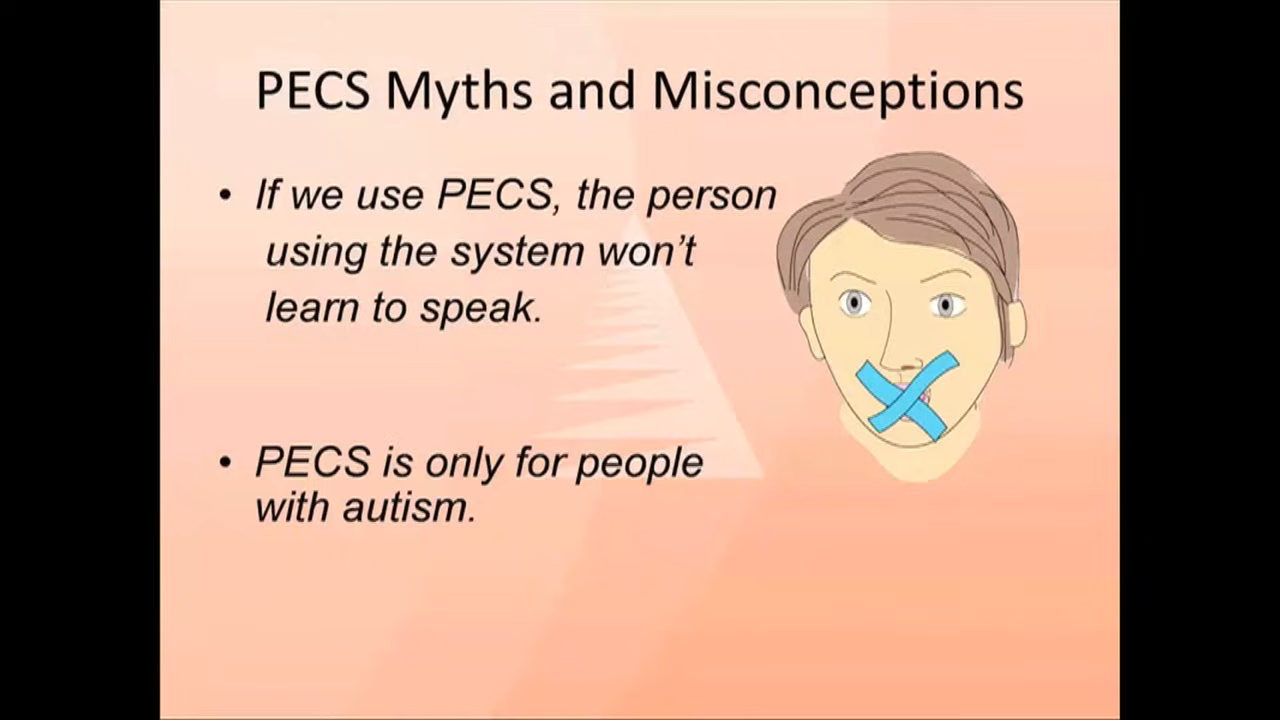 PECS Myths and Misconceptions
• If we use PECS, the person
using the system won’t
learn to speak.
• PECS is only for people
with autism.